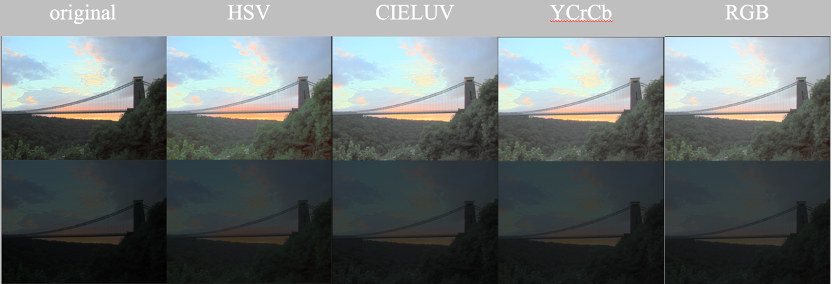 original HSV CIELUV YCrCb RGB